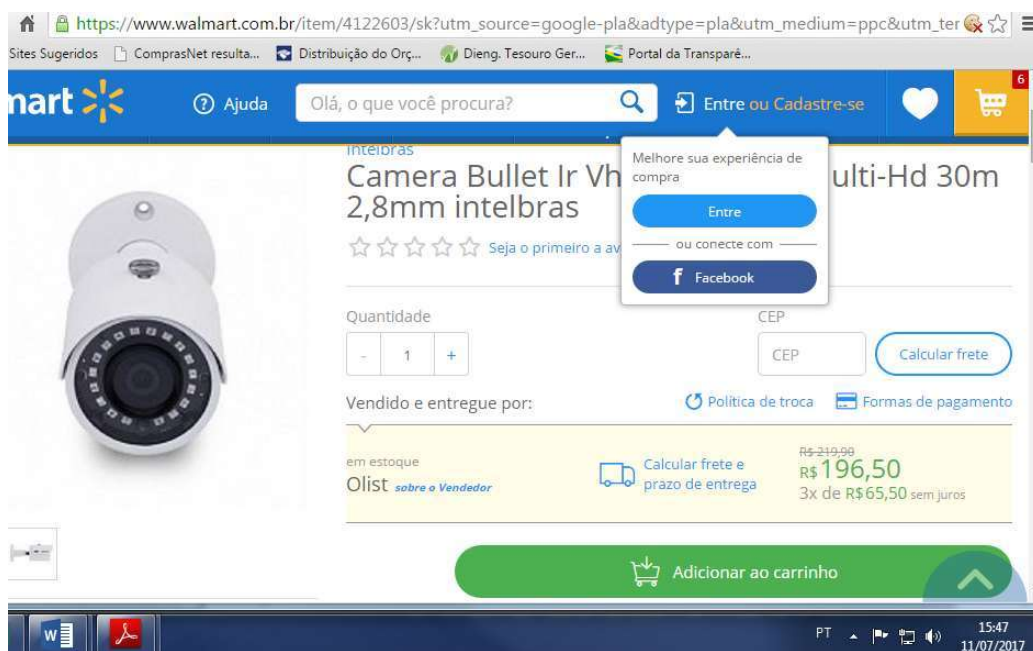 https://www.walmart.com.br/item/4122603/sk?utm_source=google-pla&adtype=pla&utm_medium=ppc&utm_ter
Sites Sugeridos ComprasNet resulta... Distribuição do Orç... Dieng. Tesouro Ger... Portal da Transparê...
mart Ajuda Olá, o que você procura? Entre ou Cadastre-se 6
Intelbras
Camera Bullet Ir Vh ulti-Hd 30m
2,8mm intelbras
Seja o primeiro a av
Melhore sua experiência de
compra
Entre
ou conecte com
f Facebook
Quantidade CEP
- 1 + CEP Calcular frete
Vendido e entregue por: Política de troca Formas de pagamento
em estoque
Olist sobre o Vendedor
Calcular frete e
prazo de entrega
R$ 219,90
R$ 196,50
3x de R$65,50 sem juros
Adicionar ao carrinho
W PT 15:47
11/07/2017